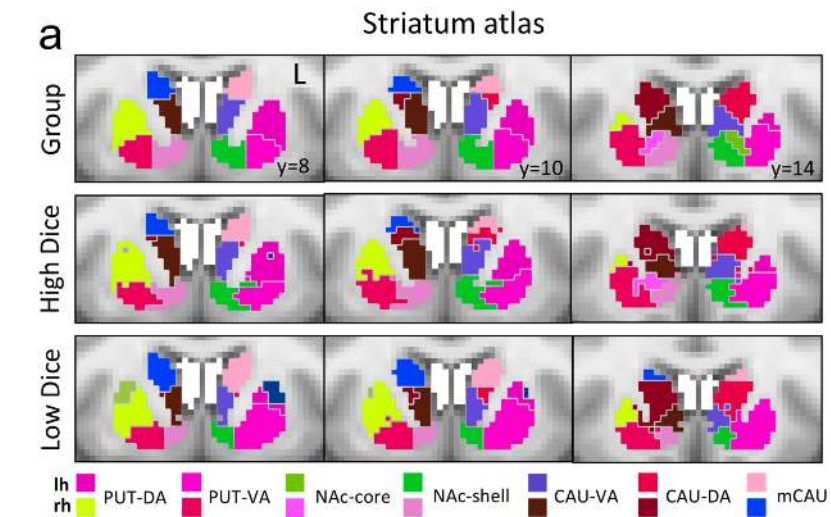 a
Striatum atlas
Group
L
y=8
y=10
y=14
High Dice
Low Dice
lh
rh
PUT-DA
PUT-VA
NAc-core
NAc-shell
CAU-VA
CAU-DA
mCAU